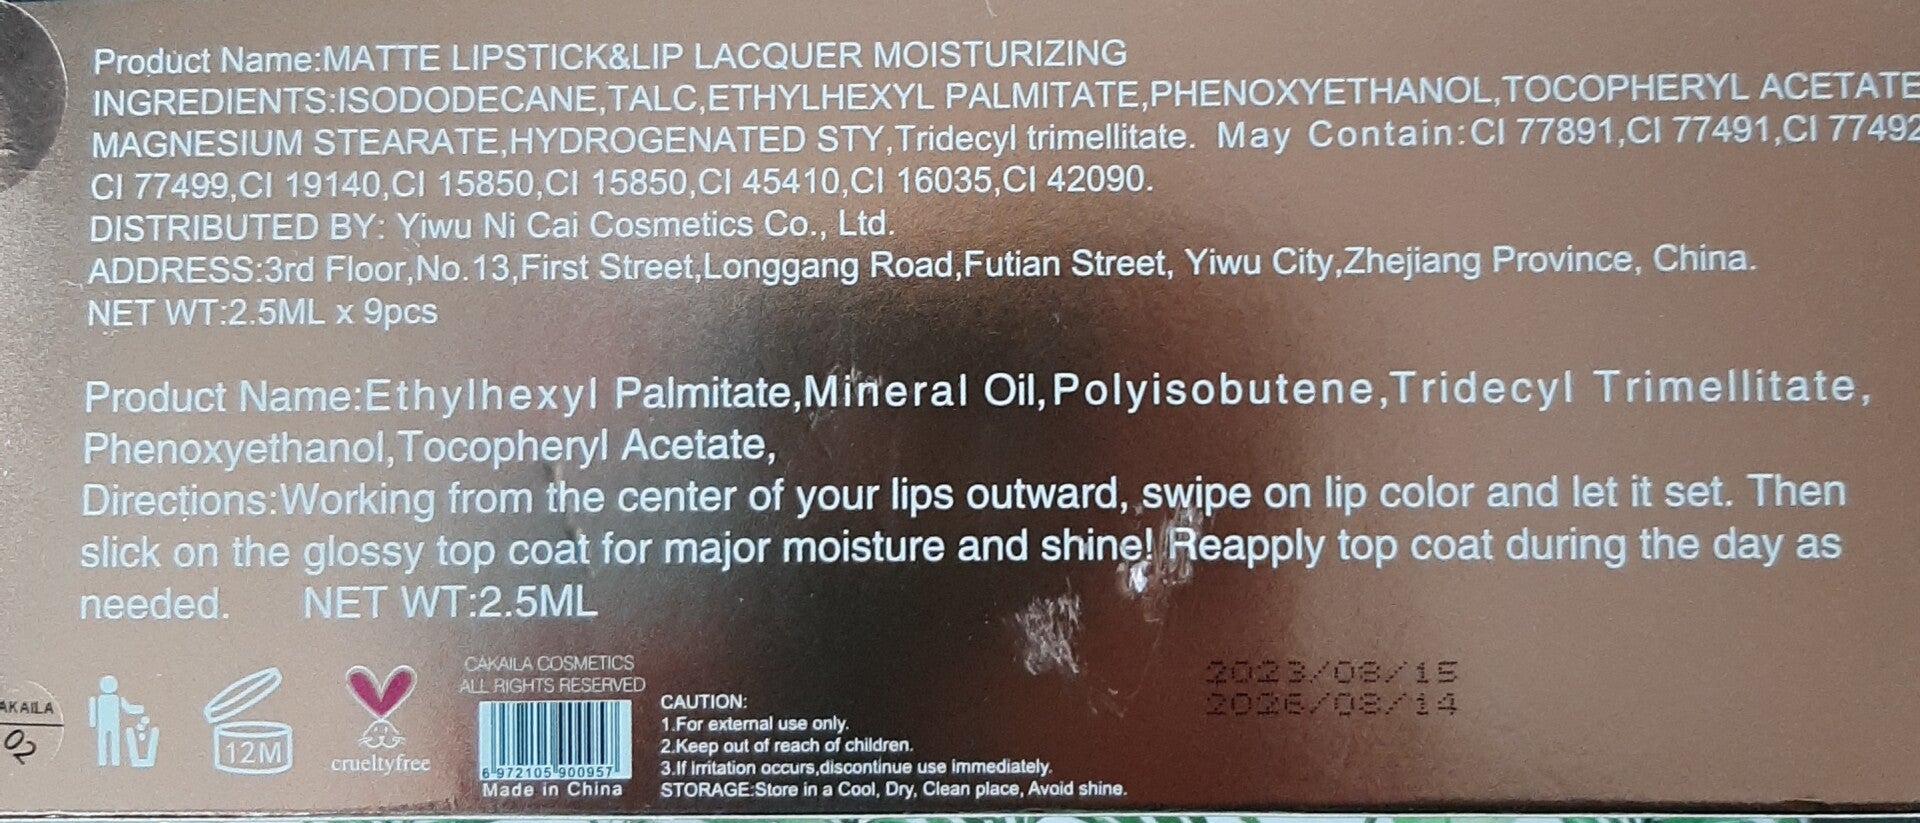 Product Name:MATTE LIPSTICK&LIP LACQUER MOISTURIZING
INGREDIENTS:ISODODECANE,TALC,ETHYLHEXYL PALMITATE,PHENOXYETHANOL,TOCOPHERYL ACETATE
MAGNESIUM STEARATE,HYDROGENATED STY,Tridecyl trimellitate. May Contain:CI 77891,CI 77491,CI 77492
CI 77499,CI 19140,CI 15850,CI 15850,CI 45410,CI 16035,CI 42090.
DISTRIBUTED BY: Yiwu Ni Cai Cosmetics Co., Ltd.
ADDRESS:3rd Floor,No.13,First Street,Longgang Road,Futian Street, Yiwu City,Zhejiang Province, China.
NET WT:2.5ML x 9pcs
Product Name:Ethylhexyl Palmitate,Mineral Oil,Polyisobutene,Tridecyl Trimellitate,
Phenoxyethanol,Tocopheryl Acetate,
Directions:Working from the center of your lips outward, swipe on lip color and let it set. Then
slick on the glossy top coat for major moisture and shine! Reapply top coat during the day as
needed. NET WT:2.5ML
AKAILA
02
12M
crueltyfree
CAKAILA COSMETICS
ALL RIGHTS RESERVED
6 972105 900957
Made in China
CAUTION:
1.For external use only.
2.Keep out of reach of children.
3.If Irritation occurs,discontinue use immediately.
STORAGE:Store in a Cool, Dry, Clean place, Avoid shine.
2023/08/15
2026/08/14